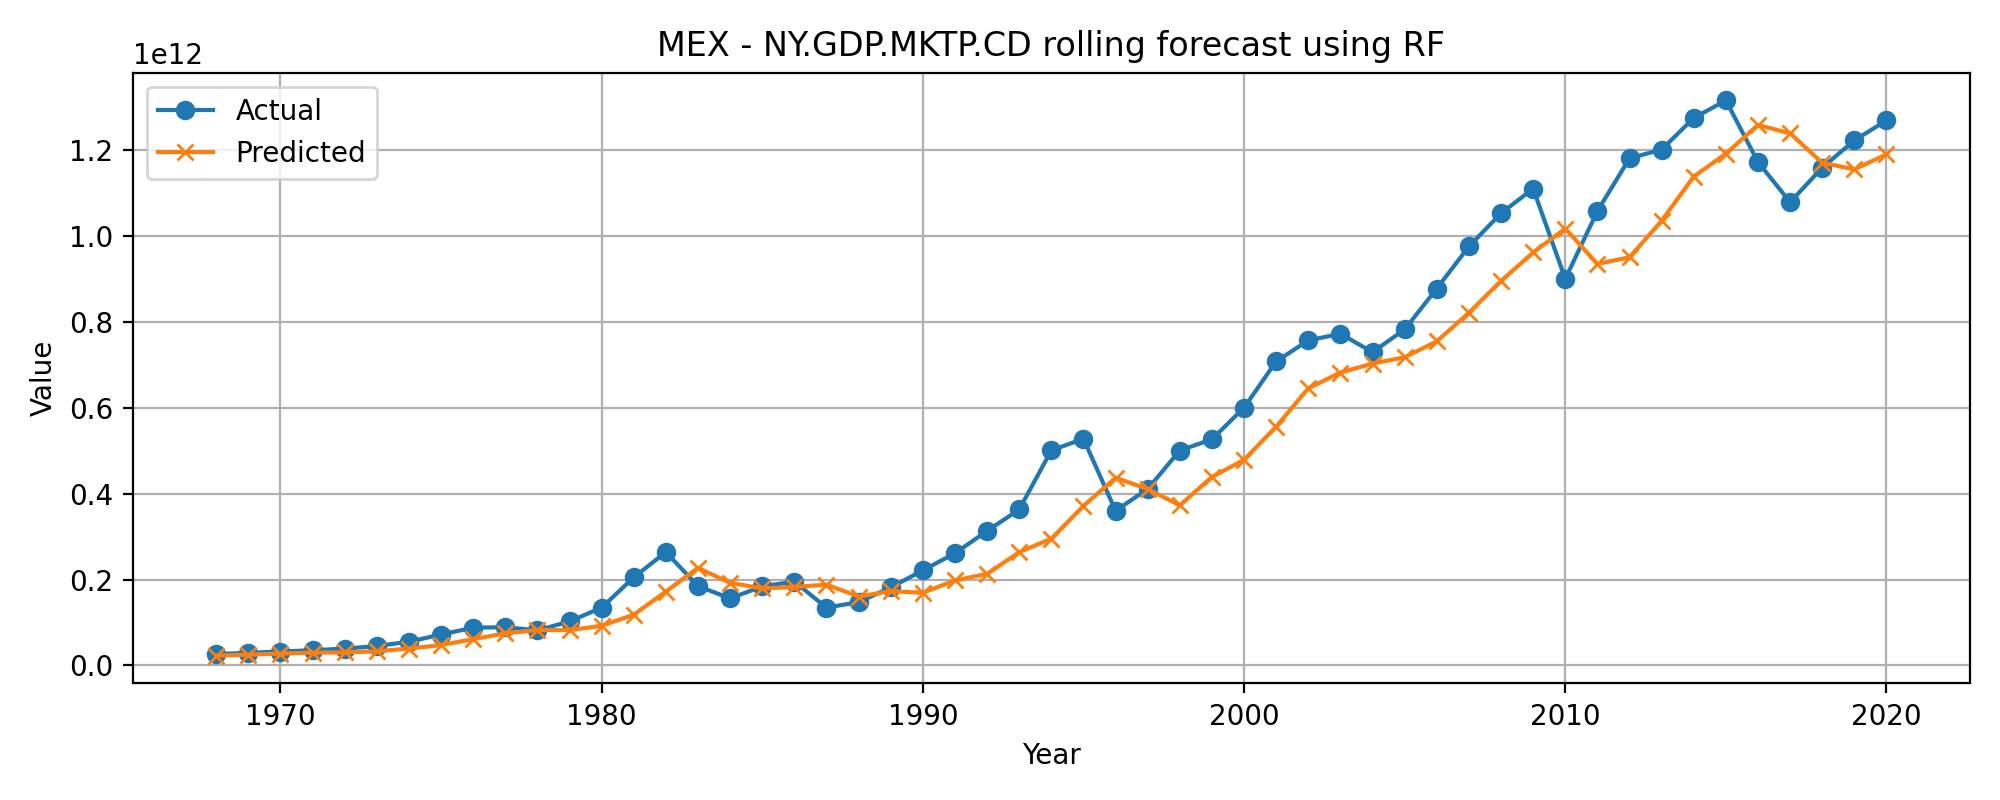 MEX - NY.GDP.MKTP.CD rolling forecast using RF
1e12
Actual
Predicted
1.2
1.0
0.8
0.6
0.4
0.2
0.0
Value
1970 1980 1990 2000 2010 2020
Year